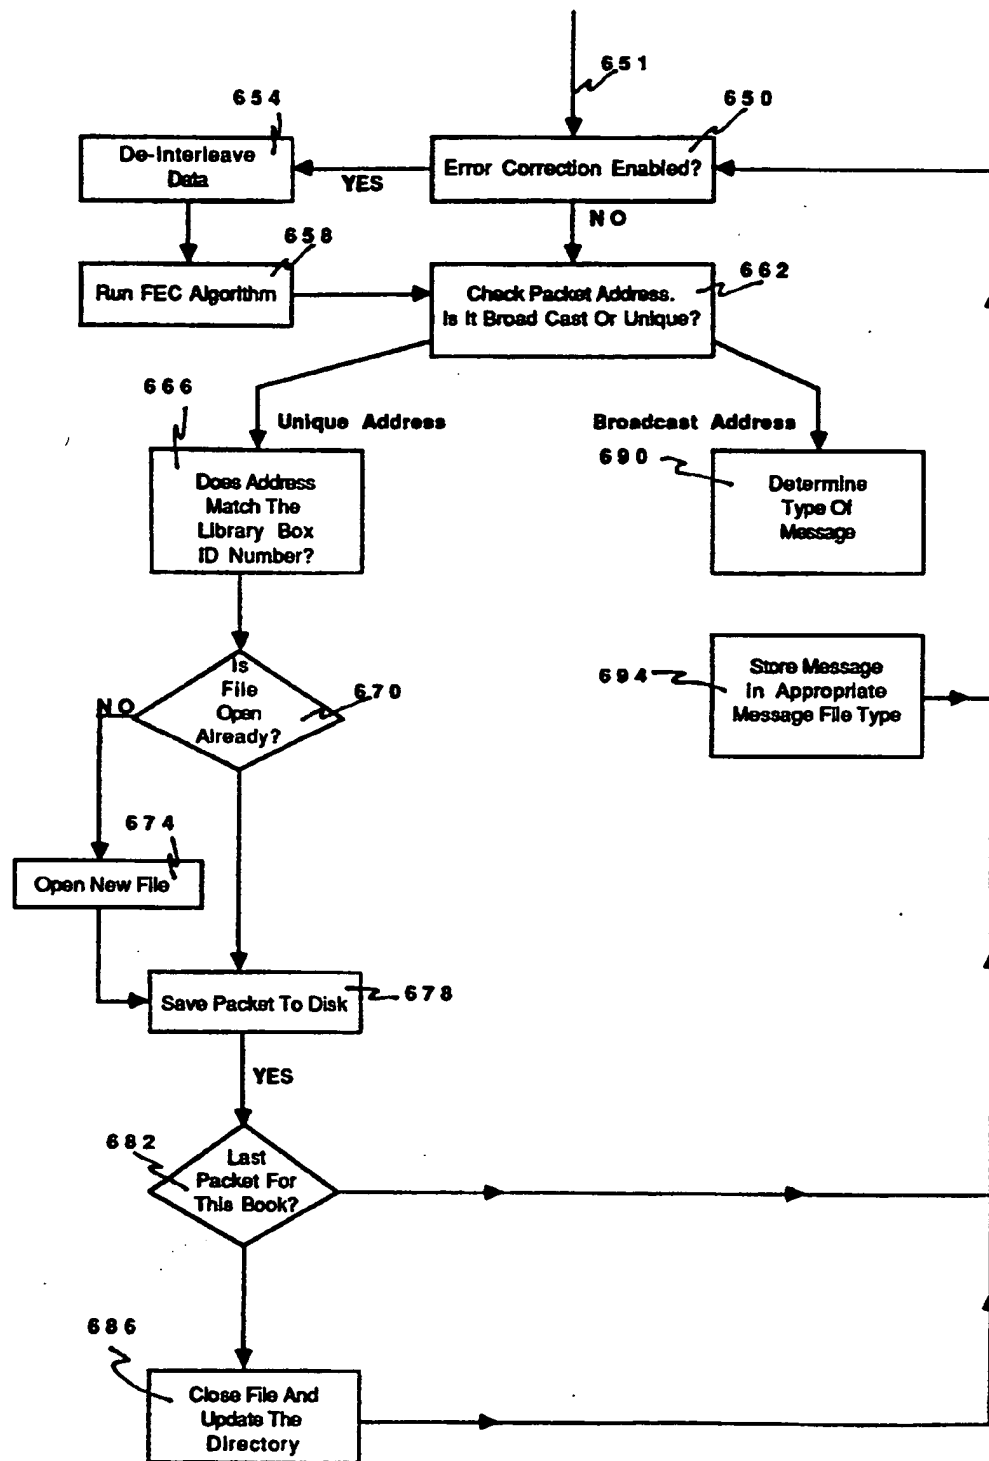 651
654
650
De-Interleave
Data
YES
Error Correction Enabled?
NO
658
662
Run FEC Algorithm
Check Packet Address.
Is It Broad Cast Or Unique?
666
Unique Address
Broadcast Address
690
Does Address
Match The
Library Box
ID Number?
Determine
Type Of
Message
Is
File
Open
Already?
670
NO
694
Store Message
In Appropriate
Message File Type
674
Open New File
Save Packet To Disk
678
YES
682
Last
Packet For
This Book?
686
Close File And
Update The
Directory